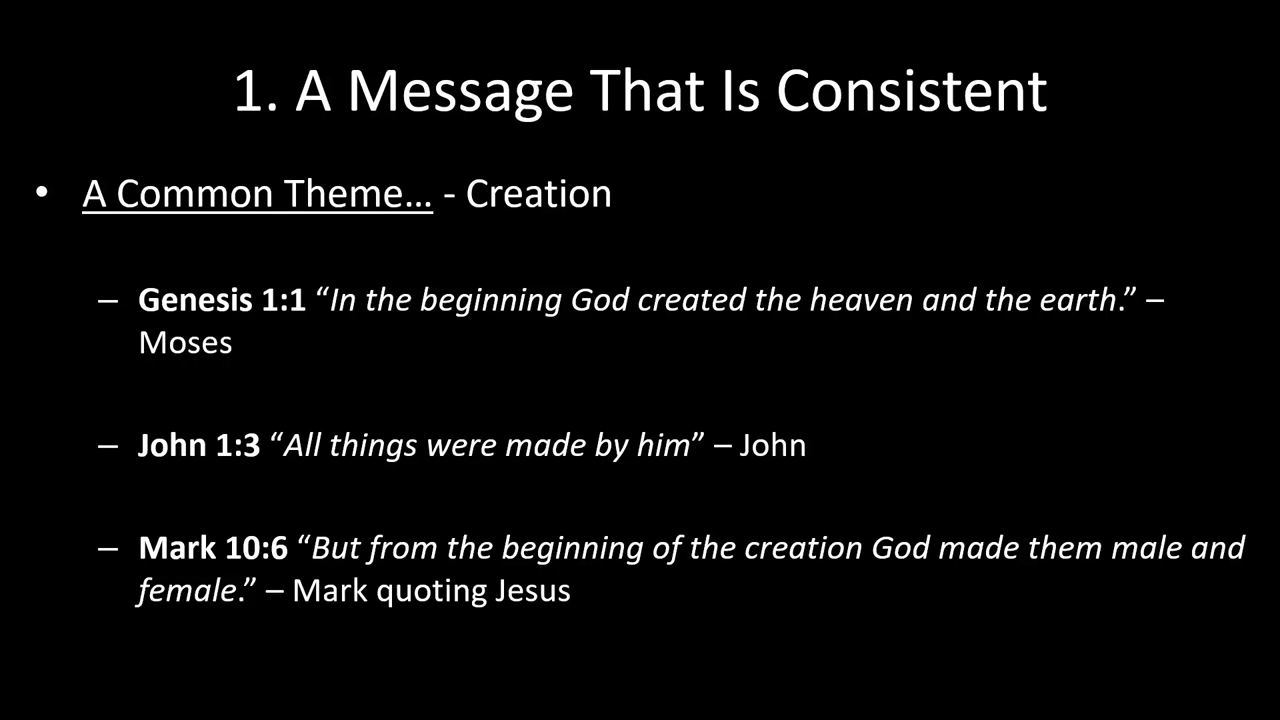 1. A Message That Is Consistent
• A Common Theme… - Creation
– Genesis 1:1 “In the beginning God created the heaven and the earth.” –
Moses
– John 1:3 “All things were made by him” – John
– Mark 10:6 “But from the beginning of the creation God made them male and
female.” – Mark quoting Jesus